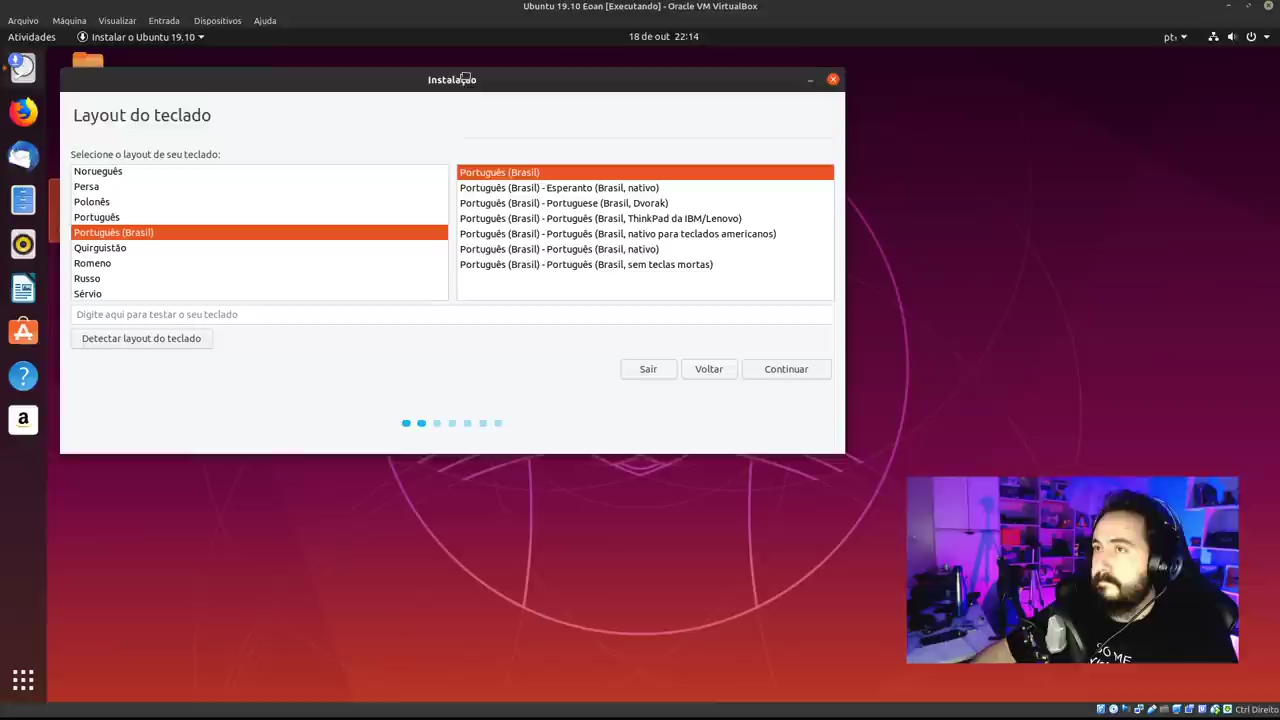 Ubuntu 19.10 Eoan [Executando] - Oracle VM VirtualBox
Arquivo Máquina Visualizar Entrada Dispositivos Ajuda
Atividades Instalar o Ubuntu 19.10 18 de out 22:14 pt₁
Instalação
Layout do teclado
Selecione o layout de seu teclado:
Norueguês
Persa
Polonês
Português
Português (Brasil)
Quirguistão
Romeno
Russo
Sérvio
Português (Brasil)
Português (Brasil) - Esperanto (Brasil, nativo)
Português (Brasil) - Portuguese (Brasil, Dvorak)
Português (Brasil) - Português (Brasil, ThinkPad da IBM/Lenovo)
Português (Brasil) - Português (Brasil, nativo para teclados americanos)
Português (Brasil) - Português (Brasil, nativo)
Português (Brasil) - Português (Brasil, sem teclas mortas)
Digite aqui para testar o seu teclado
Detectar layout do teclado
Sair Voltar Continuar
a
SOME
Ctrl Direito